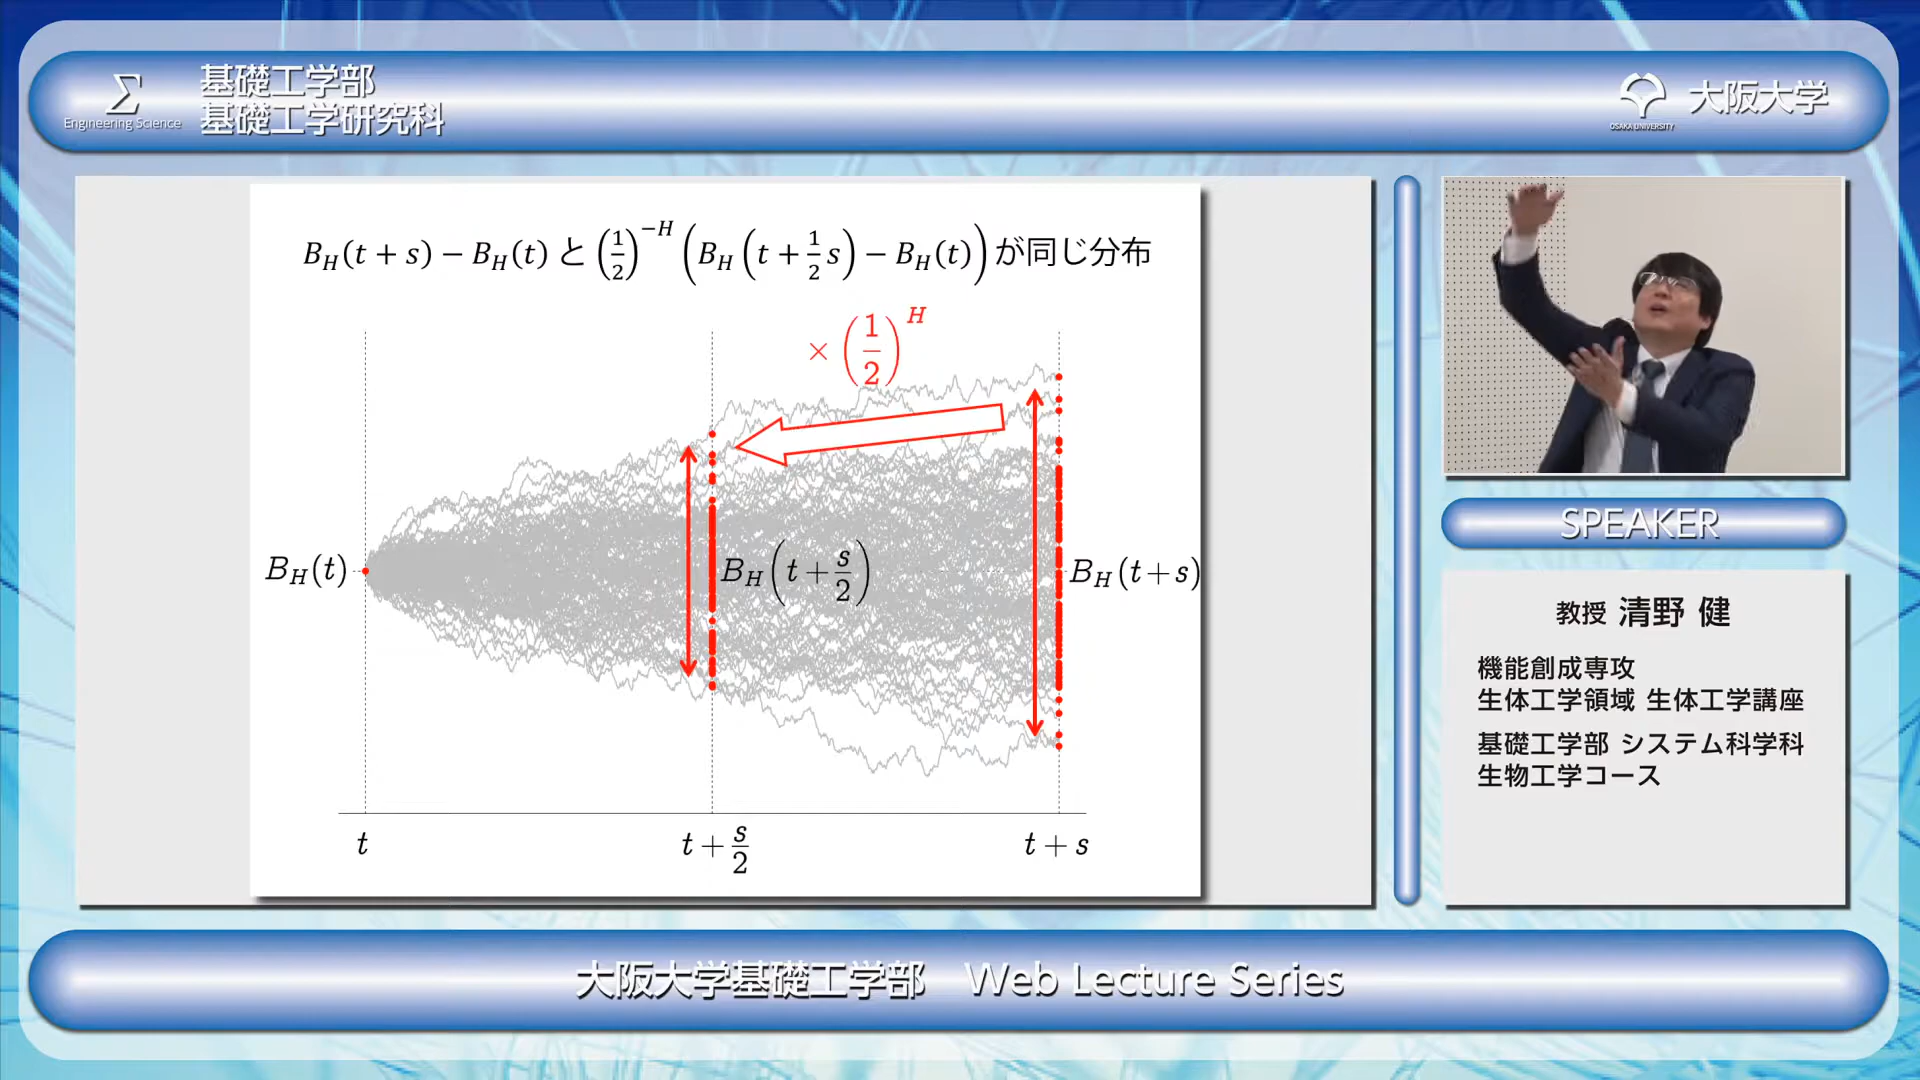 Σ
Engineering Science
基礎工学部
基礎工学研究科
OSAKA UNIVERSITY
大阪大学
B_H(t + s) − B_H(t) と (1/2)^{−H} (B_H (t + 1/2 s) − B_H(t)) が同じ分布
× (1/2)^H
B_H(t)
B_H(t + s/2)
B_H(t + s)
t
t + s/2
t + s
SPEAKER
教授 清野 健
機能創成専攻
生体工学領域 生体工学講座
基礎工学部 システム科学科
生物工学コース
大阪大学基礎工学部 Web Lecture Series